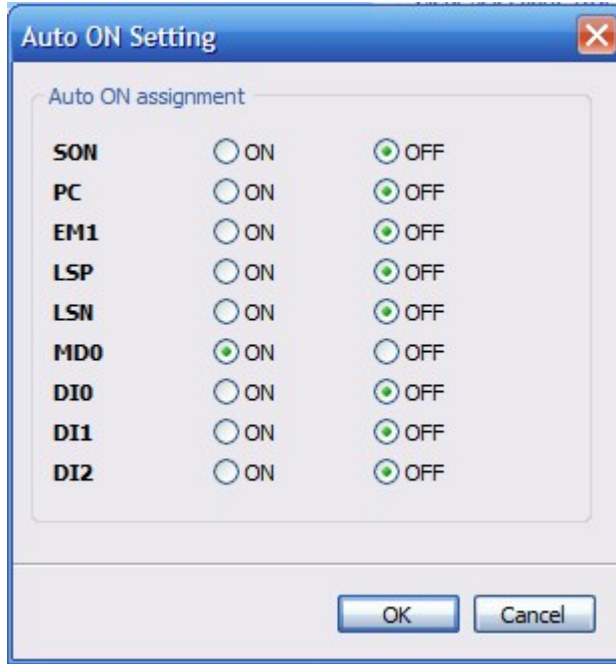 Auto ON Setting
Auto ON assignment
SON ON OFF
PC ON OFF
EM1 ON OFF
LSP ON OFF
LSN ON OFF
MD0 ON OFF
DI0 ON OFF
DI1 ON OFF
DI2 ON OFF
OK Cancel